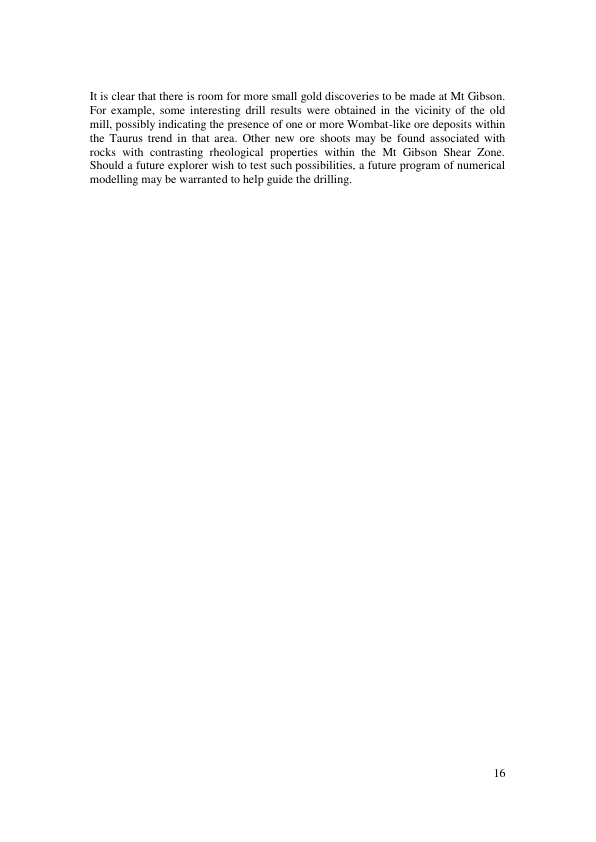 It is clear that there is room for more small gold discoveries to be made at Mt Gibson.
For example, some interesting drill results were obtained in the vicinity of the old
mill, possibly indicating the presence of one or more Wombat-like ore deposits within
the Taurus trend in that area. Other new ore shoots may be found associated with
rocks with contrasting rheological properties within the Mt Gibson Shear Zone.
Should a future explorer wish to test such possibilities, a future program of numerical
modelling may be warranted to help guide the drilling.
16